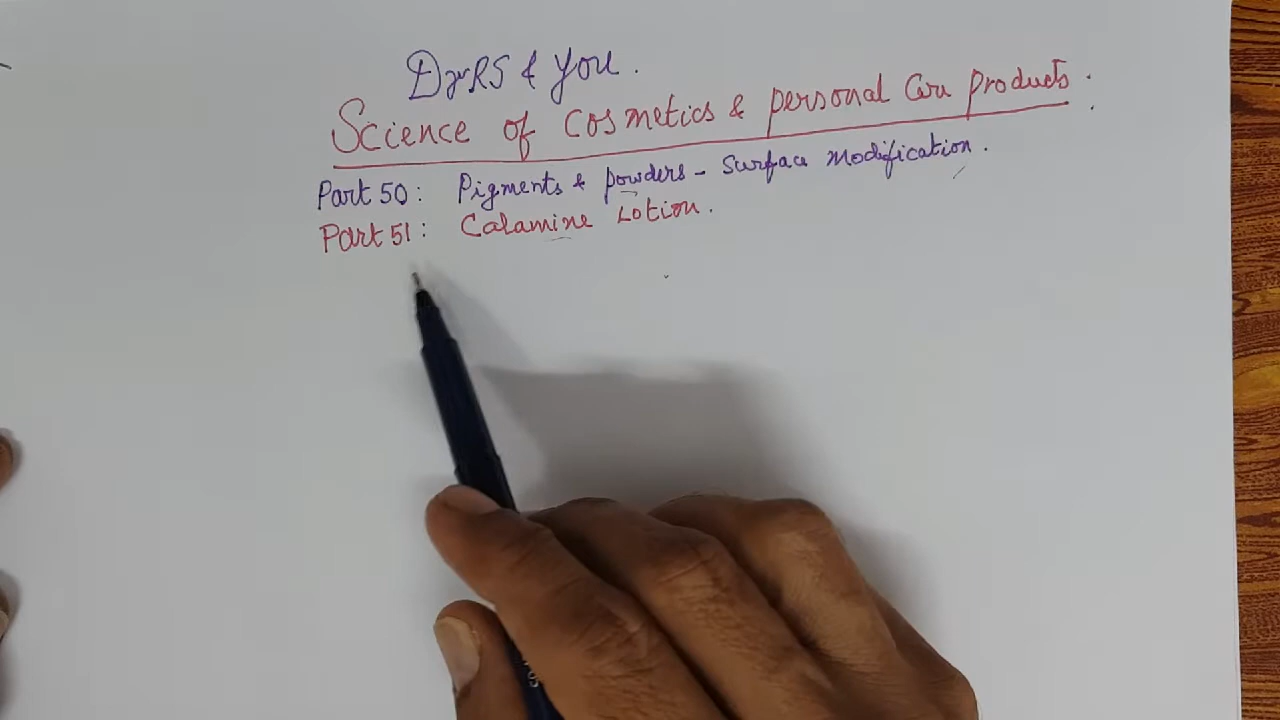 DrRS & You.
Science of Cosmetics & personal Care products.
Part 50: Pigments & powders - Surface Modification.
Part 51: Calamine Lotion.